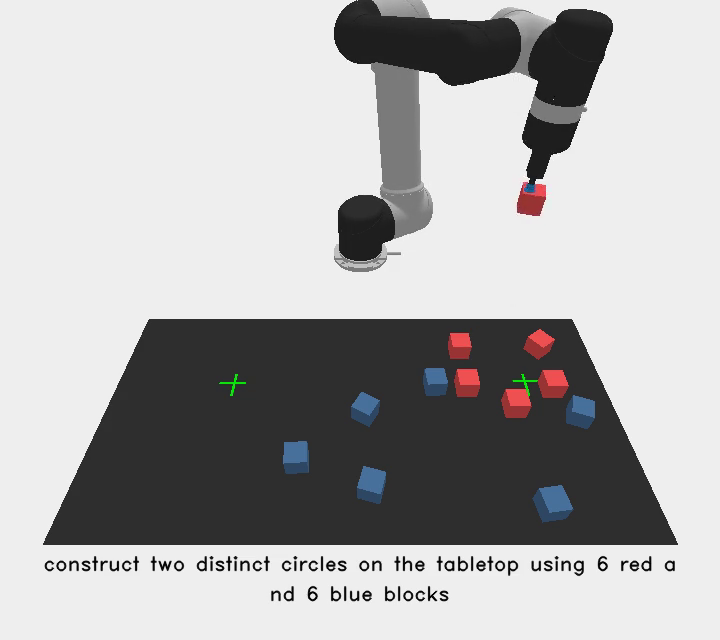 construct two distinct circles on the tabletop using 6 red a
nd 6 blue blocks